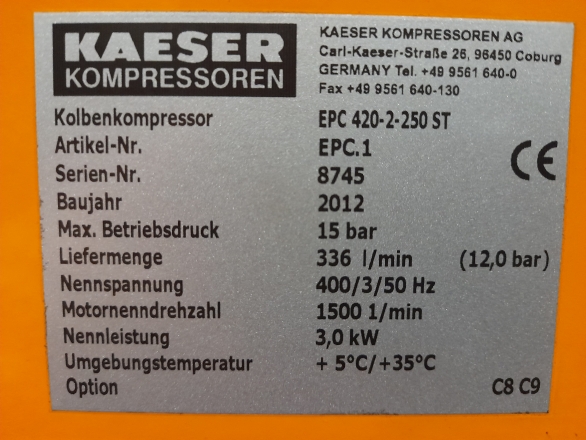 KAESER
KOMPRESSOREN
KAESER KOMPRESSOREN AG
Carl-Kaeser-Straße 26, 96450 Coburg
GERMANY Tel. +49 9561 640-0
Fax +49 9561 640-130
Kolbenkompressor EPC 420-2-250 ST
Artikel-Nr. EPC.1
CE
Serien-Nr. 8745
Baujahr 2012
Max. Betriebsdruck 15 bar
Liefermenge 336 l/min (12,0 bar)
Nennspannung 400/3/50 Hz
Motornenndrehzahl 1500 1/min
Nennleistung 3,0 kW
Umgebungstemperatur + 5°C/+35°C
Option C8 C9